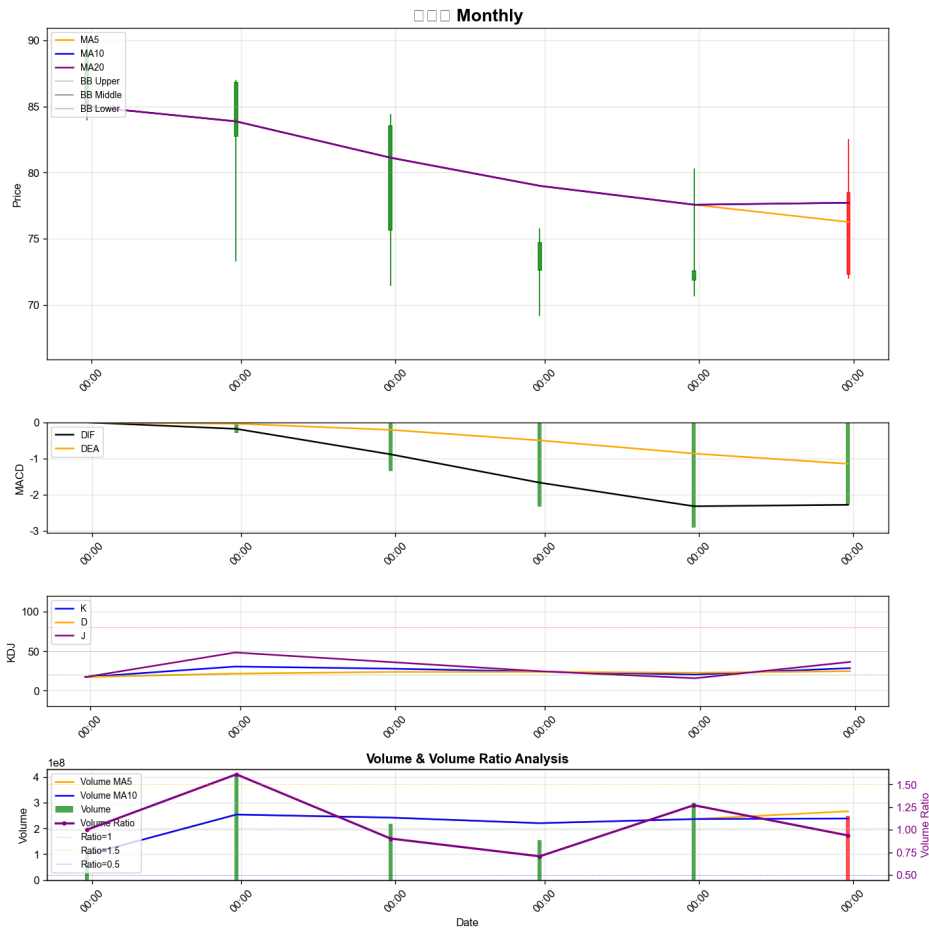 Monthly
MA5
MA10
MA20
BB Upper
BB Middle
BB Lower
90
85
80
75
70
Price
00:00 00:00 00:00 00:00 00:00 00:00
DIF
DEA
0
-1
-2
-3
MACD
00:00 00:00 00:00 00:00 00:00 00:00
K
D
J
100
50
0
KDJ
00:00 00:00 00:00 00:00 00:00 00:00
Volume & Volume Ratio Analysis
1e8
Volume MA5
Volume MA10
Volume
Volume Ratio
Ratio=1
Ratio=1.5
Ratio=0.5
4
3
2
1
0
Volume
1.50
1.25
1.00
0.75
0.50
Volume Ratio
00:00 00:00 00:00 00:00 00:00 00:00
Date